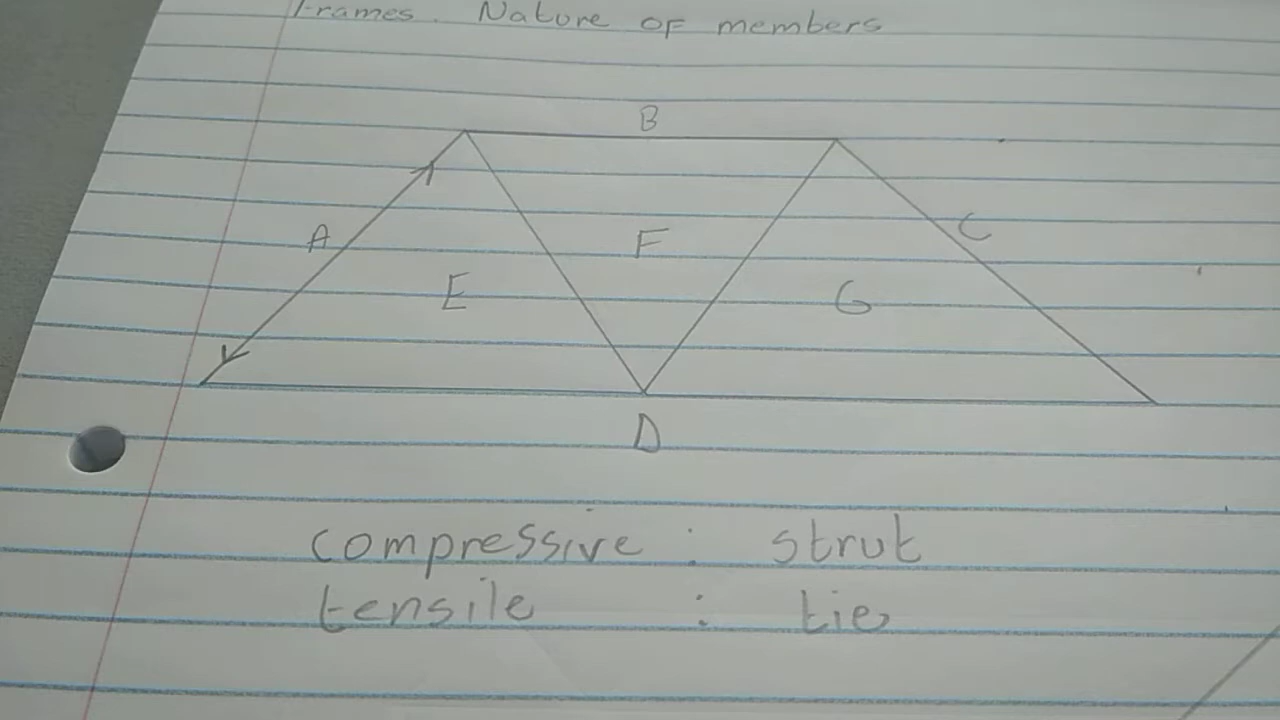 Frames. Nature of members
B
A
C
F
E
G
D
compressive : strut
tensile : tie